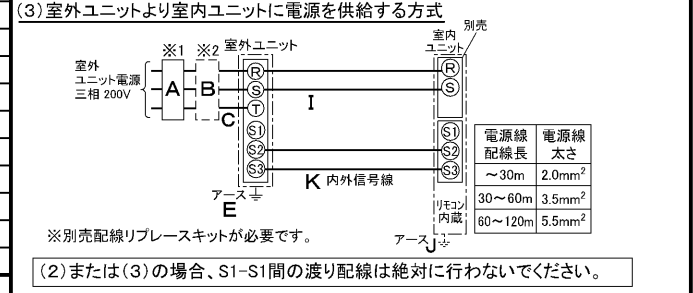 (3)室外ユニットより室内ユニットに電源を供給する方式
※1 ※2 室外ユニット
室内
ユニット
別売
室外
ユニット電源
三相 200V
A
B
C
R
S
T
S1
S2
S3
I
K 内外信号線
アース
E
R
S
S1
S2
S3
リモコン
内蔵
アース
J
電源線
配線長
電源線
太さ
～30m 2.0mm²
30～60m 3.5mm²
60～120m 5.5mm²
※別売配線リプレースキットが必要です。
(2)または(3)の場合、S1-S1間の渡り配線は絶対に行わないでください。